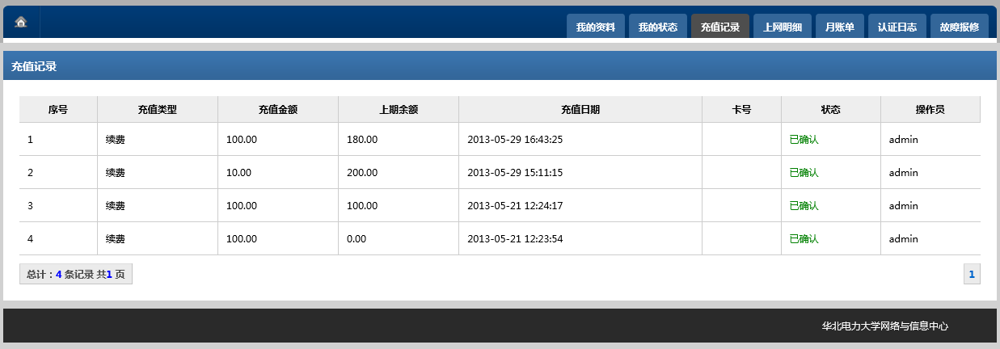 我的资料 我的状态 充值记录 上网明细 月账单 认证日志 故障报修
充值记录
序号 充值类型 充值金额 上期余额 充值日期 卡号 状态 操作员
1 续费 100.00 180.00 2013-05-29 16:43:25 已确认 admin
2 续费 10.00 200.00 2013-05-29 15:11:15 已确认 admin
3 续费 100.00 100.00 2013-05-21 12:24:17 已确认 admin
4 续费 100.00 0.00 2013-05-21 12:23:54 已确认 admin
总计：4 条记录 共1 页 1
华北电力大学网络与信息中心